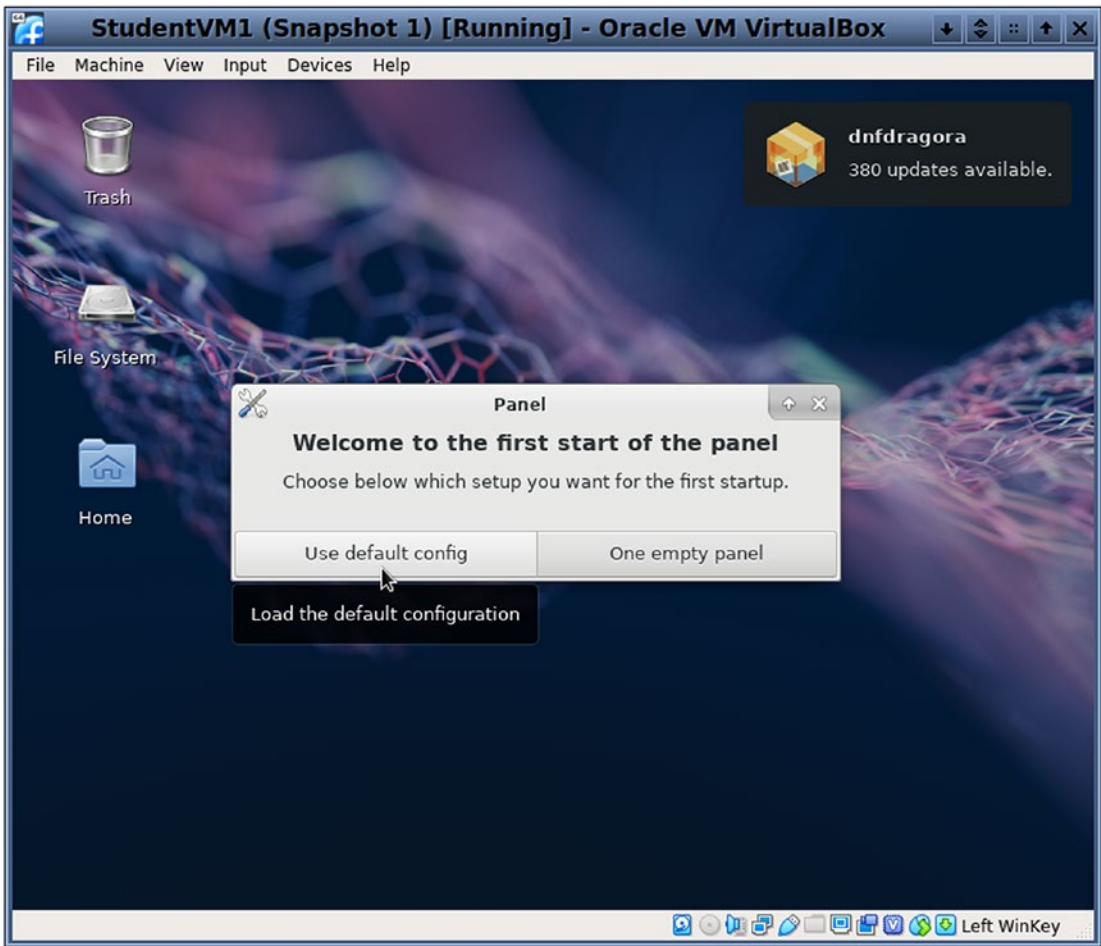 StudentVM1 (Snapshot 1) [Running] - Oracle VM VirtualBox
File Machine View Input Devices Help
Trash
dnfdragora
380 updates available.
File System
Home
Panel
Welcome to the first start of the panel
Choose below which setup you want for the first startup.
Use default config
One empty panel
Load the default configuration
Left WinKey